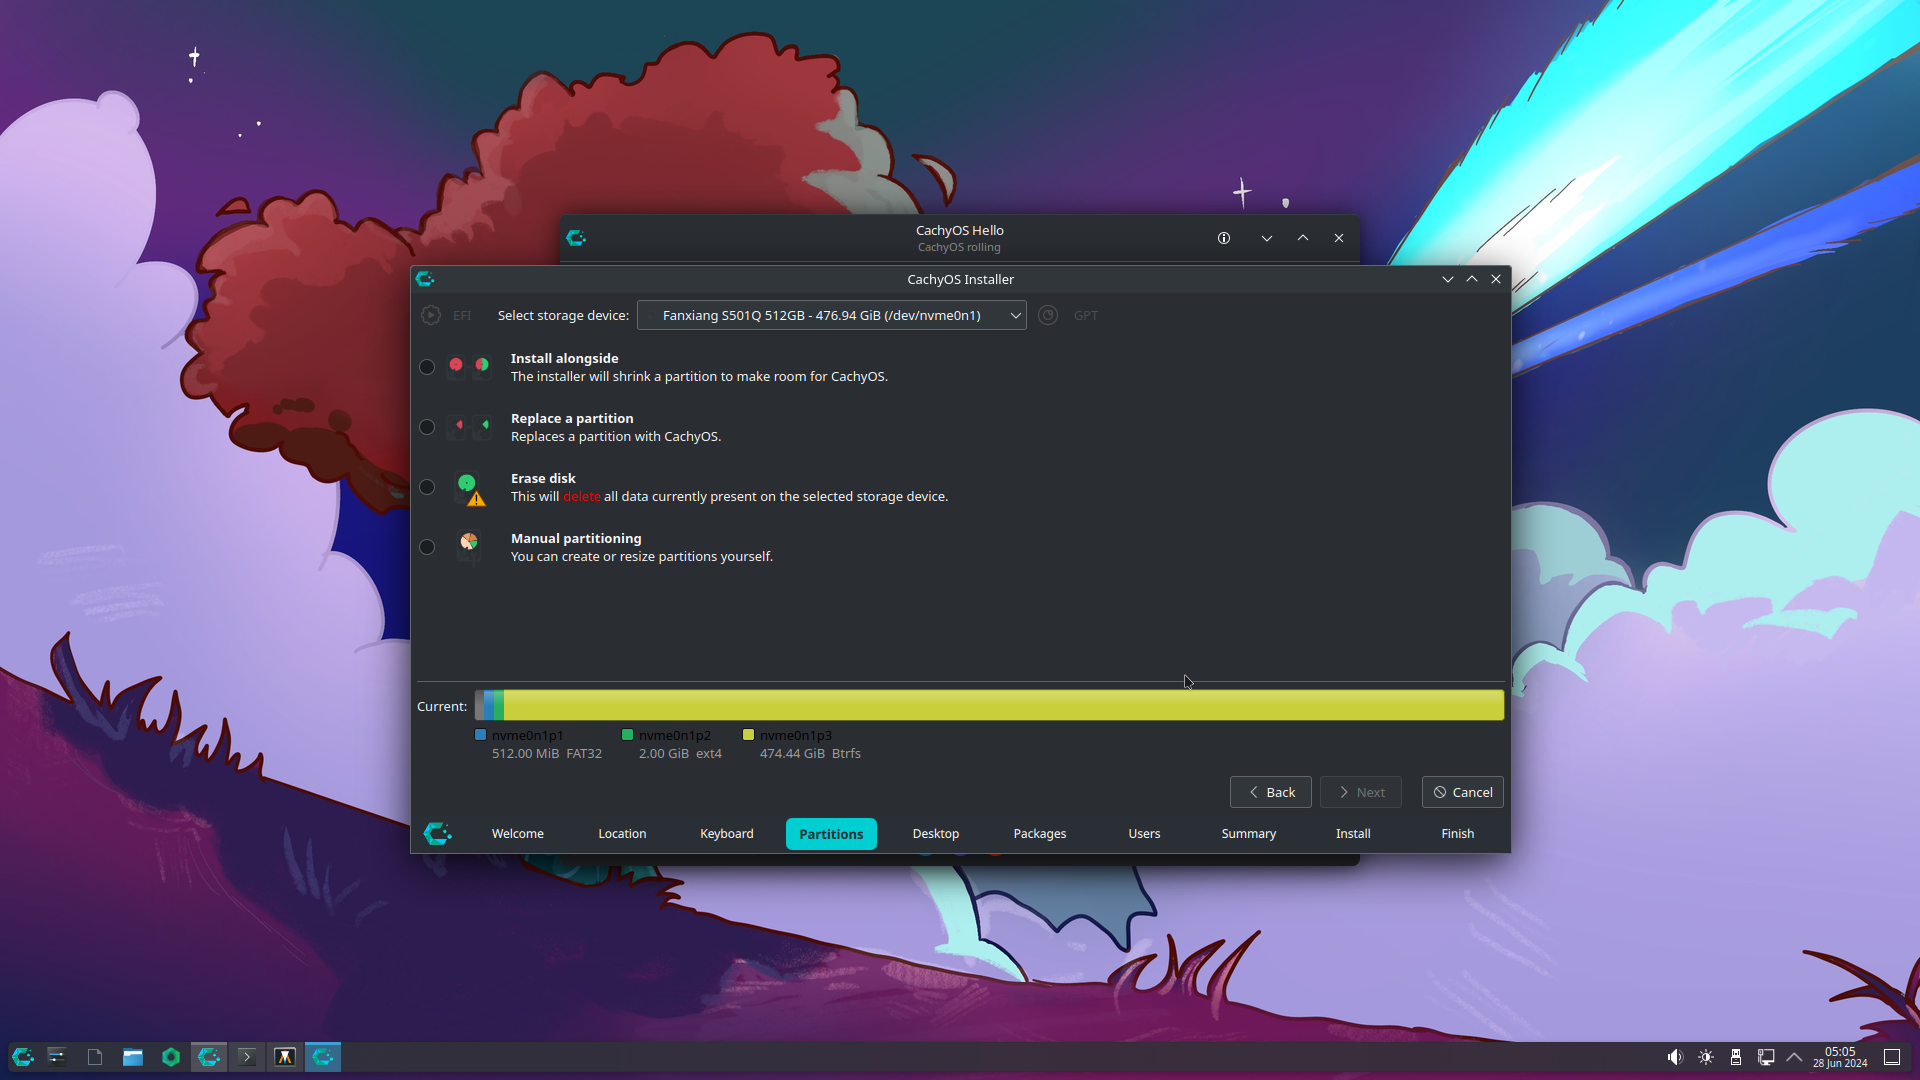 CachyOS Hello
CachyOS rolling
CachyOS Installer
EFI Select storage device: Fanxiang S501Q 512GB - 476.94 GiB (/dev/nvme0n1) GPT
Install alongside
The installer will shrink a partition to make room for CachyOS.
Replace a partition
Replaces a partition with CachyOS.
Erase disk
This will delete all data currently present on the selected storage device.
Manual partitioning
You can create or resize partitions yourself.
Current:
nvme0n1p1 nvme0n1p2 nvme0n1p3
512.00 MiB FAT32 2.00 GiB ext4 474.44 GiB Btrfs
Back Next Cancel
Welcome Location Keyboard Partitions Desktop Packages Users Summary Install Finish
05:05
28 Jun 2024